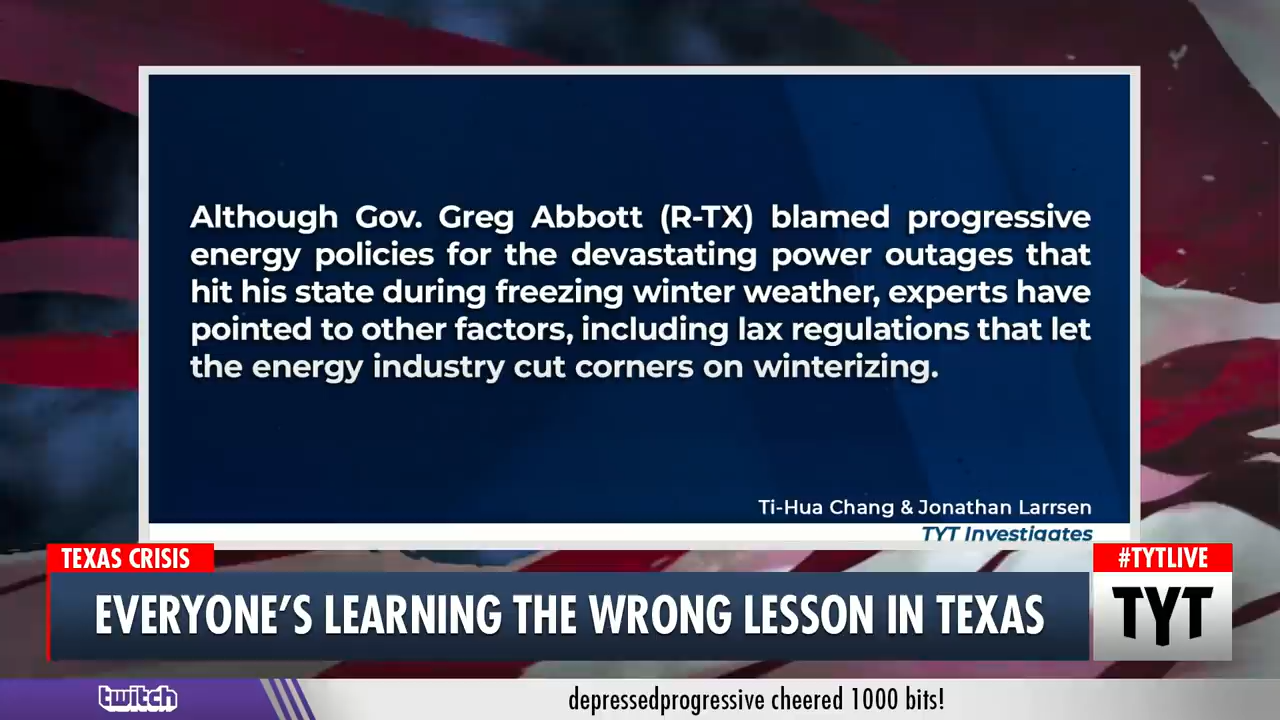 Although Gov. Greg Abbott (R-TX) blamed progressive
energy policies for the devastating power outages that
hit his state during freezing winter weather, experts have
pointed to other factors, including lax regulations that let
the energy industry cut corners on winterizing.
Ti-Hua Chang & Jonathan Larrsen
TYT Investigates
TEXAS CRISIS
#TYTLIVE
EVERYONE’S LEARNING THE WRONG LESSON IN TEXAS
TYT
twitch
depressedprogressive cheered 1000 bits!